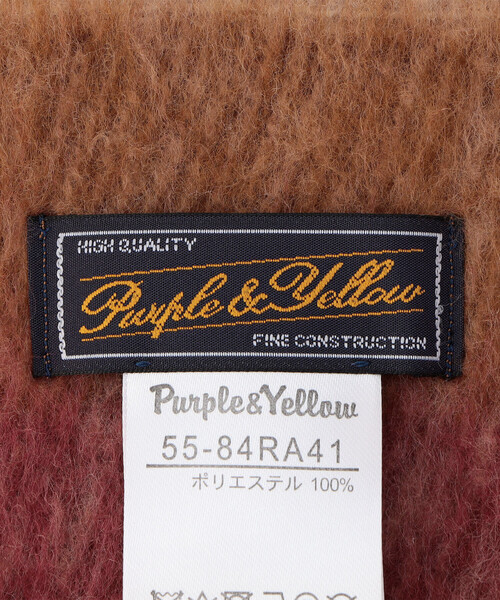 HIGH QUALITY
Purple & Yellow
FINE CONSTRUCTION
Purple&Yellow
55-84RA41
ポリエステル 100%